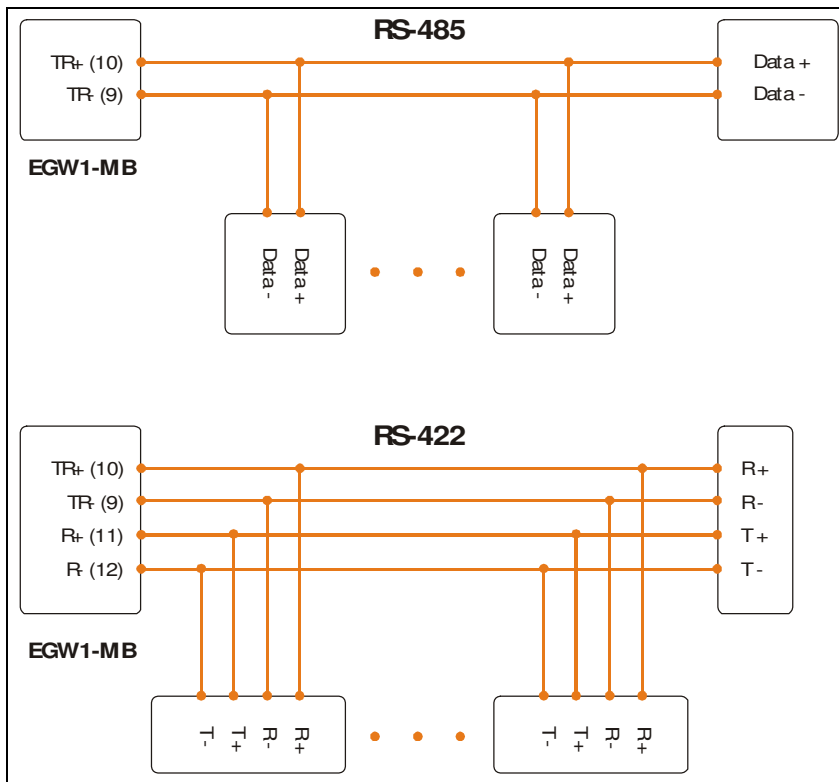 RS-485
TR+ (10)
TR- (9)
Data +
Data -
EGW1-MB
Data -
Data +
Data -
Data +
RS-422
TR+ (10)
TR- (9)
R+ (11)
R- (12)
R+
R-
T+
T-
EGW1-MB
T-
T+
R-
R+
T-
T+
R-
R+